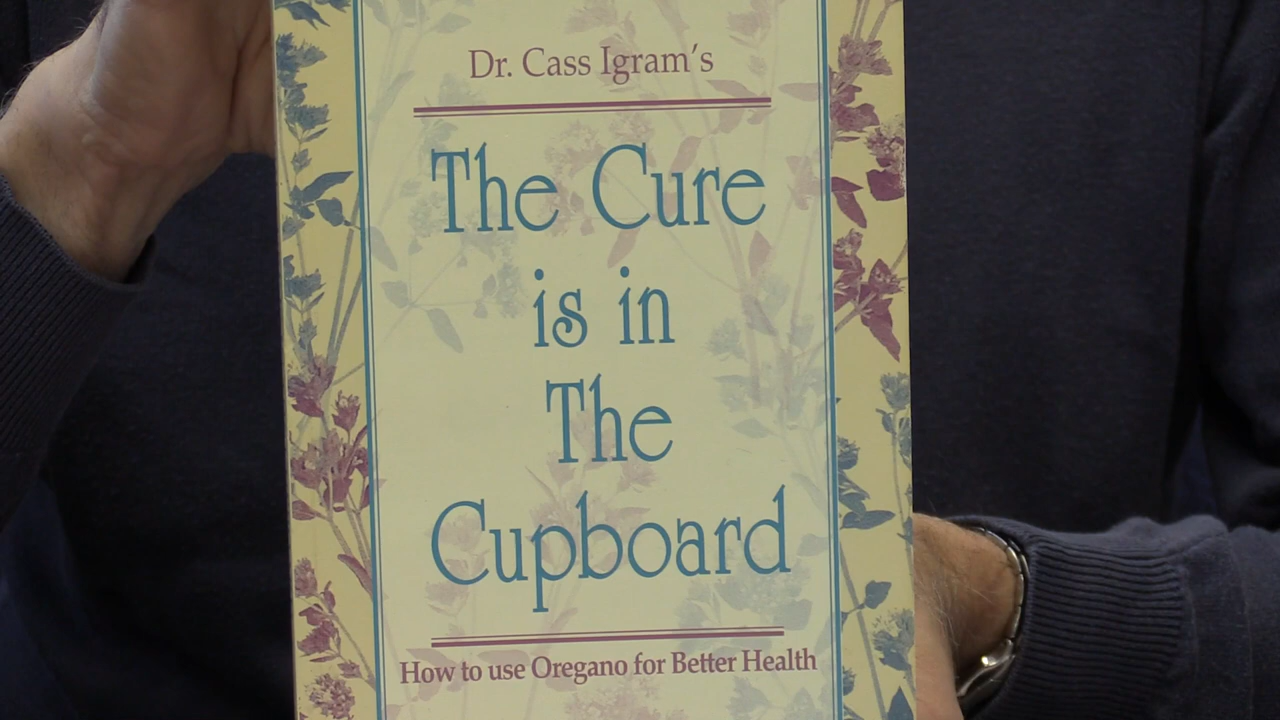 Dr. Cass Igram's
The Cure
is in
The
Cupboard
How to use Oregano for Better Health